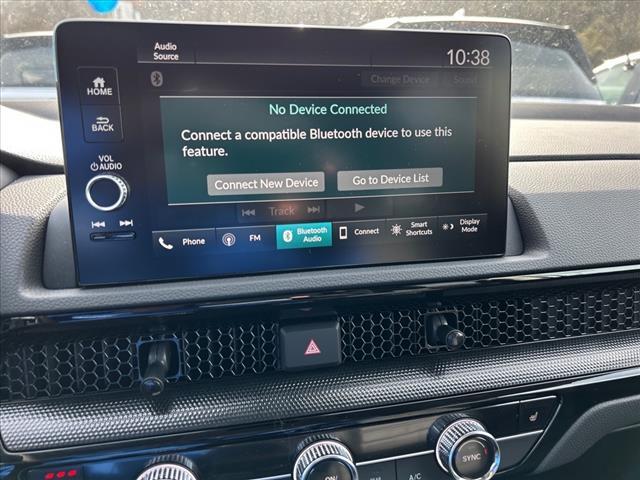 Audio
Source
10:38
Change Device
Sound
HOME
BACK
VOL
AUDIO
No Device Connected
Connect a compatible Bluetooth device to use this
feature.
Connect New Device
Go to Device List
Track
Phone
FM
Bluetooth
Audio
Connect
Smart
Shortcuts
Display
Mode
SYNC
ON/
A/C